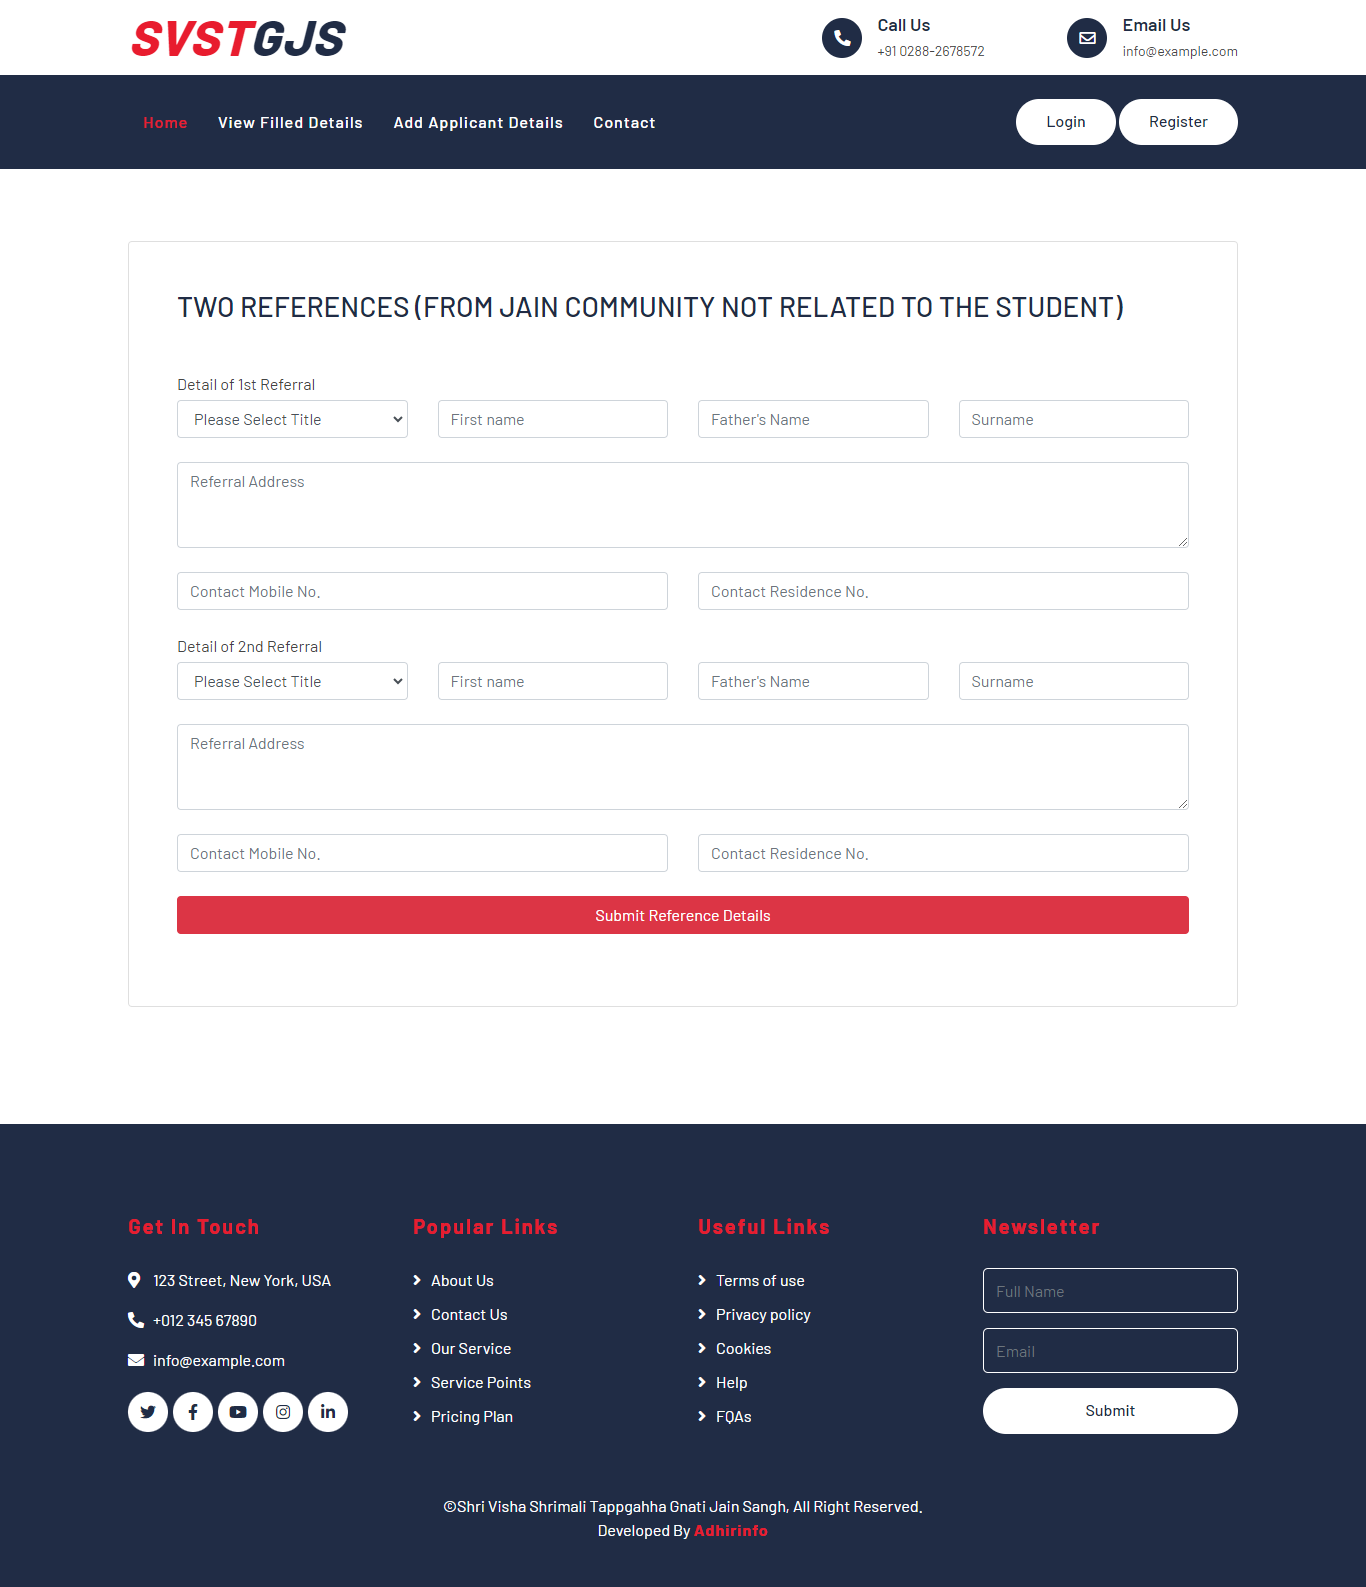 SVSTGJS
Call Us
+91 0288-2678572
Email Us
info@example.com
Home
View Filled Details
Add Applicant Details
Contact
Login
Register
TWO REFERENCES (FROM JAIN COMMUNITY NOT RELATED TO THE STUDENT)
Detail of 1st Referral
Please Select Title
First name
Father's Name
Surname
Referral Address
Contact Mobile No.
Contact Residence No.
Detail of 2nd Referral
Please Select Title
First name
Father's Name
Surname
Referral Address
Contact Mobile No.
Contact Residence No.
Submit Reference Details
Get In Touch
123 Street, New York, USA
+012 345 67890
info@example.com
Popular Links
About Us
Contact Us
Our Service
Service Points
Pricing Plan
Useful Links
Terms of use
Privacy policy
Cookies
Help
FQAs
Newsletter
Full Name
Email
Submit
©Shri Visha Shrimali Tappgahha Gnati Jain Sangh, All Right Reserved.
Developed By Adhirinfo